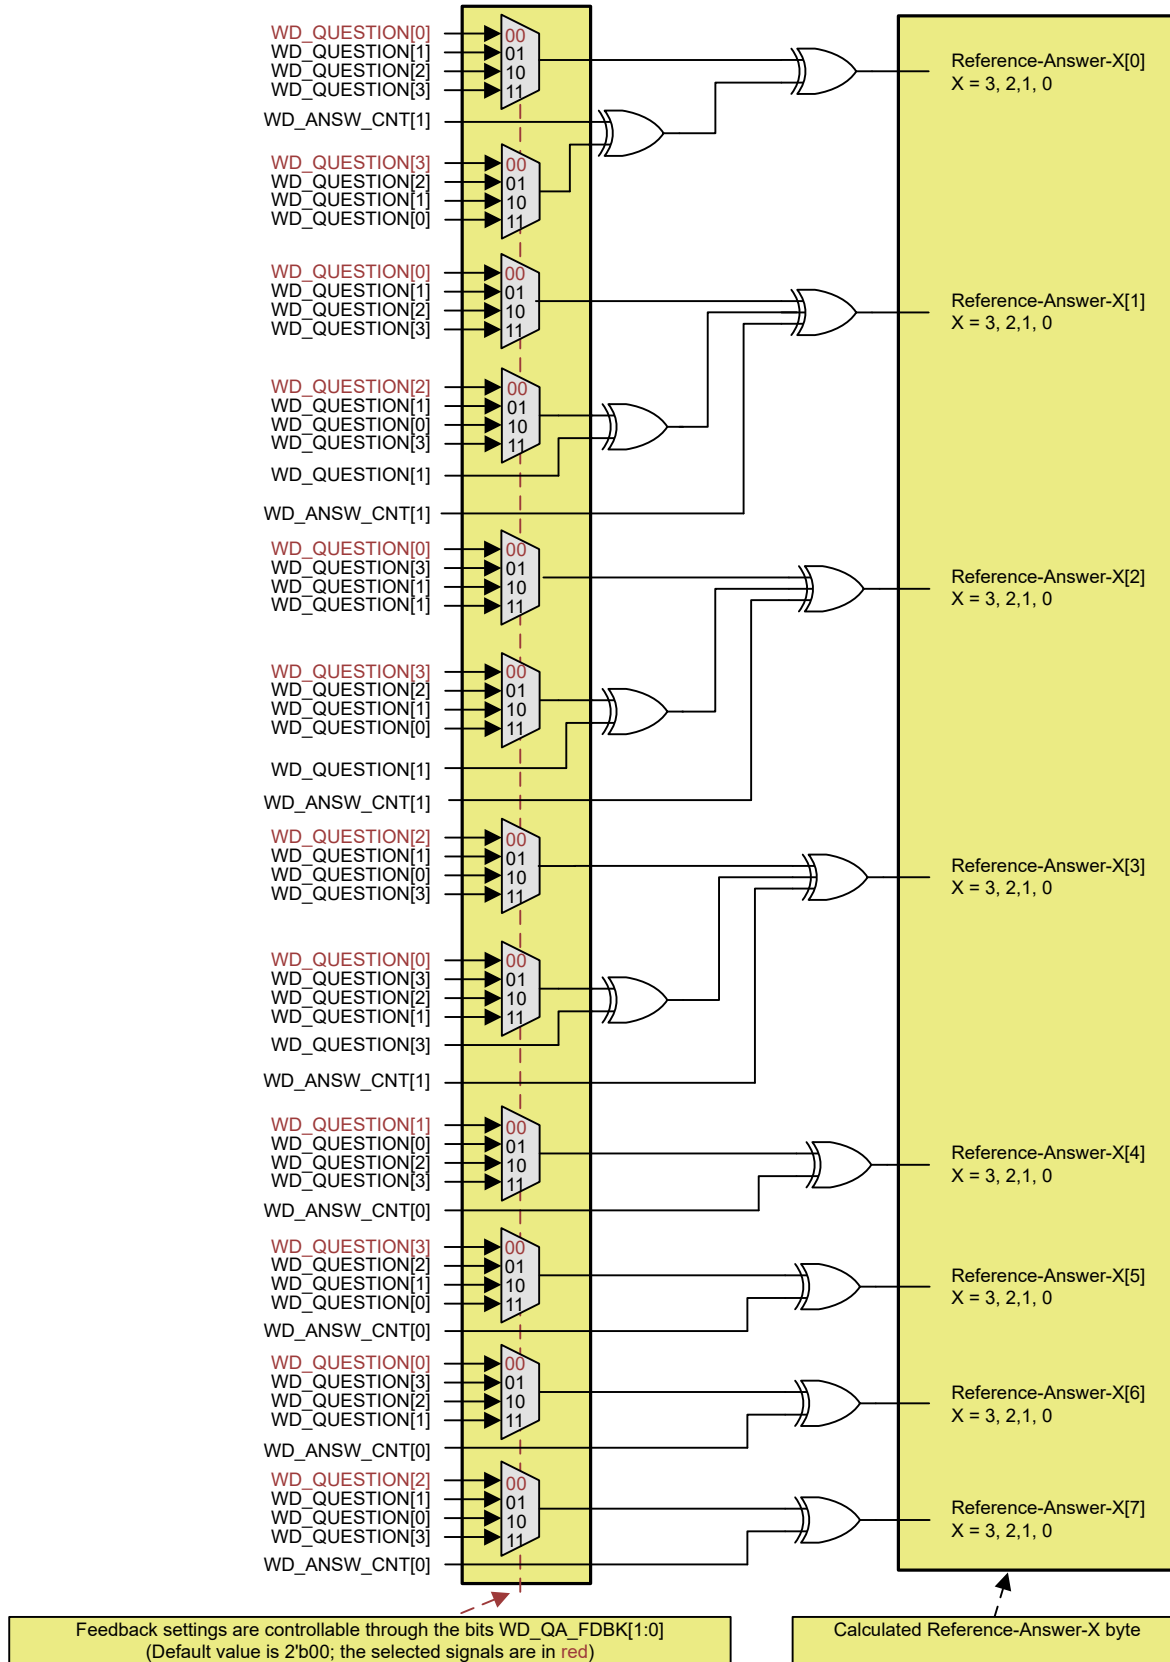 WD_QUESTION[0]
WD_QUESTION[1]
WD_QUESTION[2]
WD_QUESTION[3]
00
01
10
11
WD_ANSW_CNT[1]
WD_QUESTION[3]
WD_QUESTION[2]
WD_QUESTION[1]
WD_QUESTION[0]
00
01
10
11
Reference-Answer-X[0]
X = 3, 2,1, 0
WD_QUESTION[0]
WD_QUESTION[1]
WD_QUESTION[2]
WD_QUESTION[3]
00
01
10
11
WD_QUESTION[2]
WD_QUESTION[1]
WD_QUESTION[0]
WD_QUESTION[3]
00
01
10
11
WD_QUESTION[1]
WD_ANSW_CNT[1]
Reference-Answer-X[1]
X = 3, 2,1, 0
WD_QUESTION[0]
WD_QUESTION[3]
WD_QUESTION[1]
WD_QUESTION[1]
00
01
10
11
WD_QUESTION[3]
WD_QUESTION[2]
WD_QUESTION[1]
WD_QUESTION[0]
00
01
10
11
WD_QUESTION[1]
WD_ANSW_CNT[1]
Reference-Answer-X[2]
X = 3, 2,1, 0
WD_QUESTION[2]
WD_QUESTION[1]
WD_QUESTION[0]
WD_QUESTION[3]
00
01
10
11
WD_QUESTION[0]
WD_QUESTION[3]
WD_QUESTION[2]
WD_QUESTION[1]
00
01
10
11
WD_QUESTION[3]
WD_ANSW_CNT[1]
Reference-Answer-X[3]
X = 3, 2,1, 0
WD_QUESTION[1]
WD_QUESTION[0]
WD_QUESTION[2]
WD_QUESTION[3]
00
01
10
11
WD_ANSW_CNT[0]
Reference-Answer-X[4]
X = 3, 2,1, 0
WD_QUESTION[3]
WD_QUESTION[2]
WD_QUESTION[1]
WD_QUESTION[0]
00
01
10
11
WD_ANSW_CNT[0]
Reference-Answer-X[5]
X = 3, 2,1, 0
WD_QUESTION[0]
WD_QUESTION[3]
WD_QUESTION[2]
WD_QUESTION[1]
00
01
10
11
WD_ANSW_CNT[0]
Reference-Answer-X[6]
X = 3, 2,1, 0
WD_QUESTION[2]
WD_QUESTION[1]
WD_QUESTION[0]
WD_QUESTION[3]
00
01
10
11
WD_ANSW_CNT[0]
Reference-Answer-X[7]
X = 3, 2,1, 0
Feedback settings are controllable through the bits WD_QA_FDBK[1:0]
(Default value is 2'b00; the selected signals are in red)
Calculated Reference-Answer-X byte